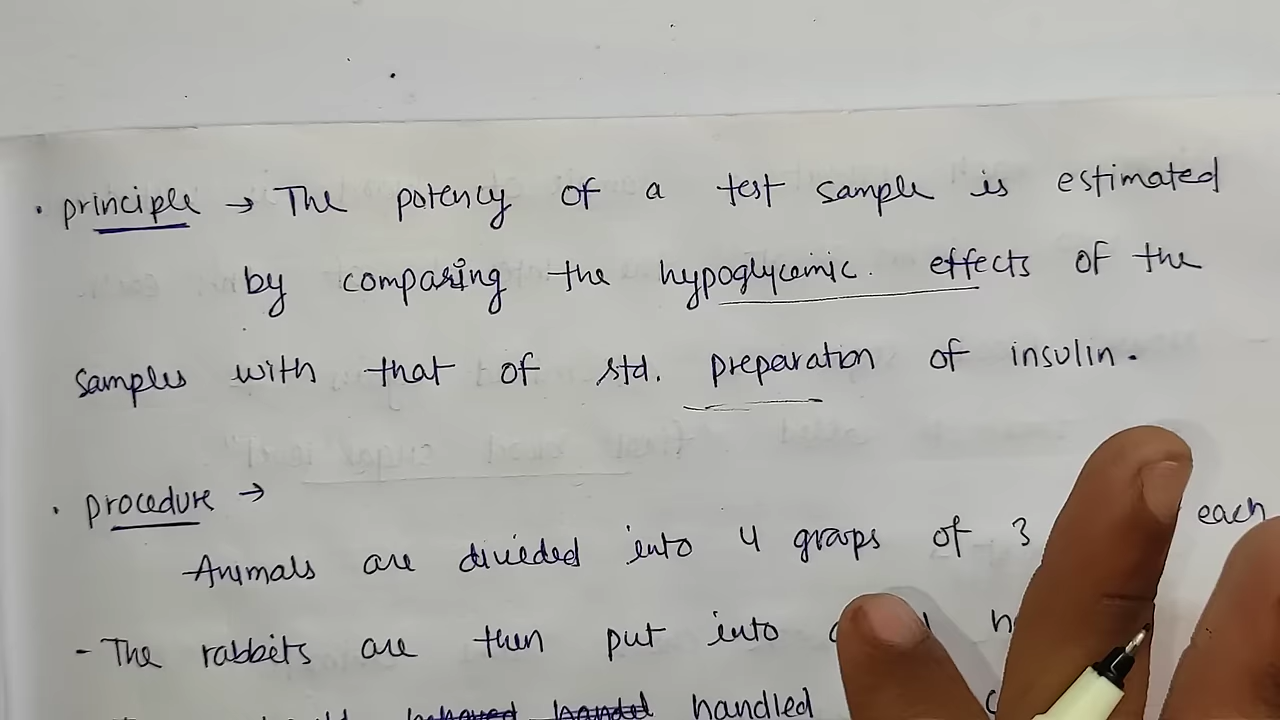 . principle → The potency of a test sample is estimated
by comparing the hypoglycemic. effects of the
samples with that of std. preparation of insulin.
. procedure →
Animals are divided into 4 groups of 3 each
- The rabbits are then put into
handled